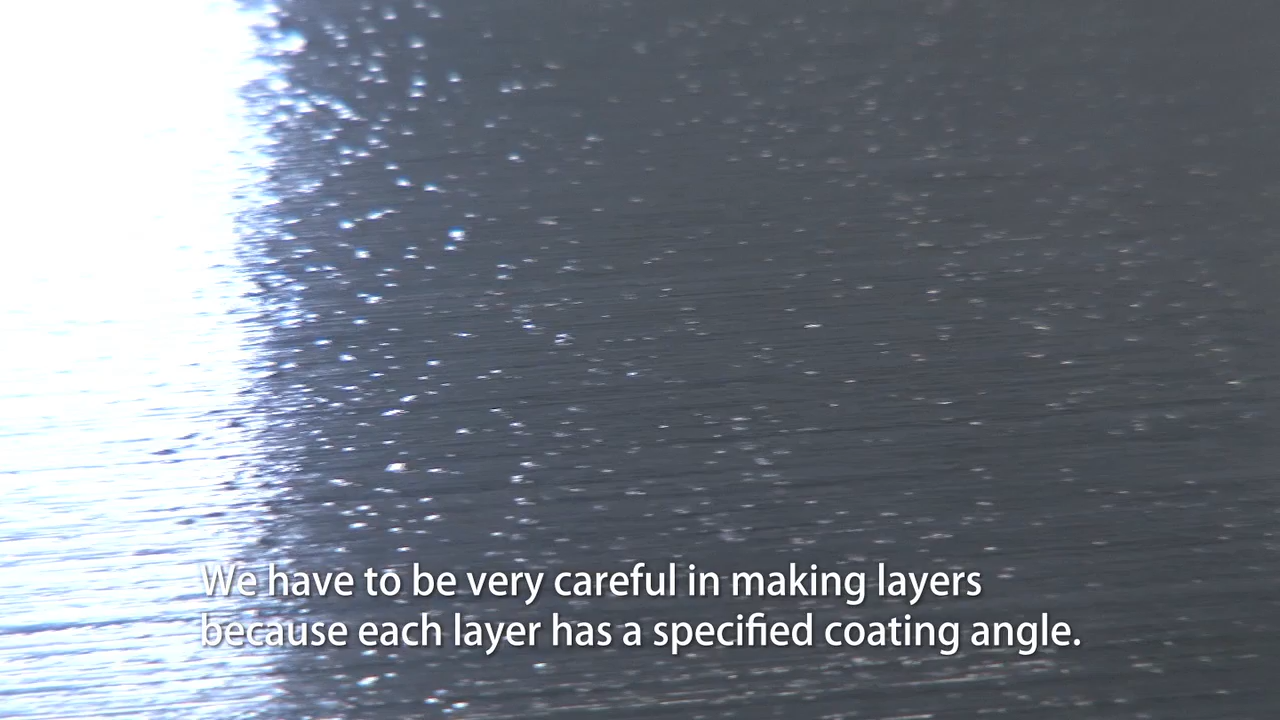 We have to be very careful in making layers
because each layer has a specified coating angle.